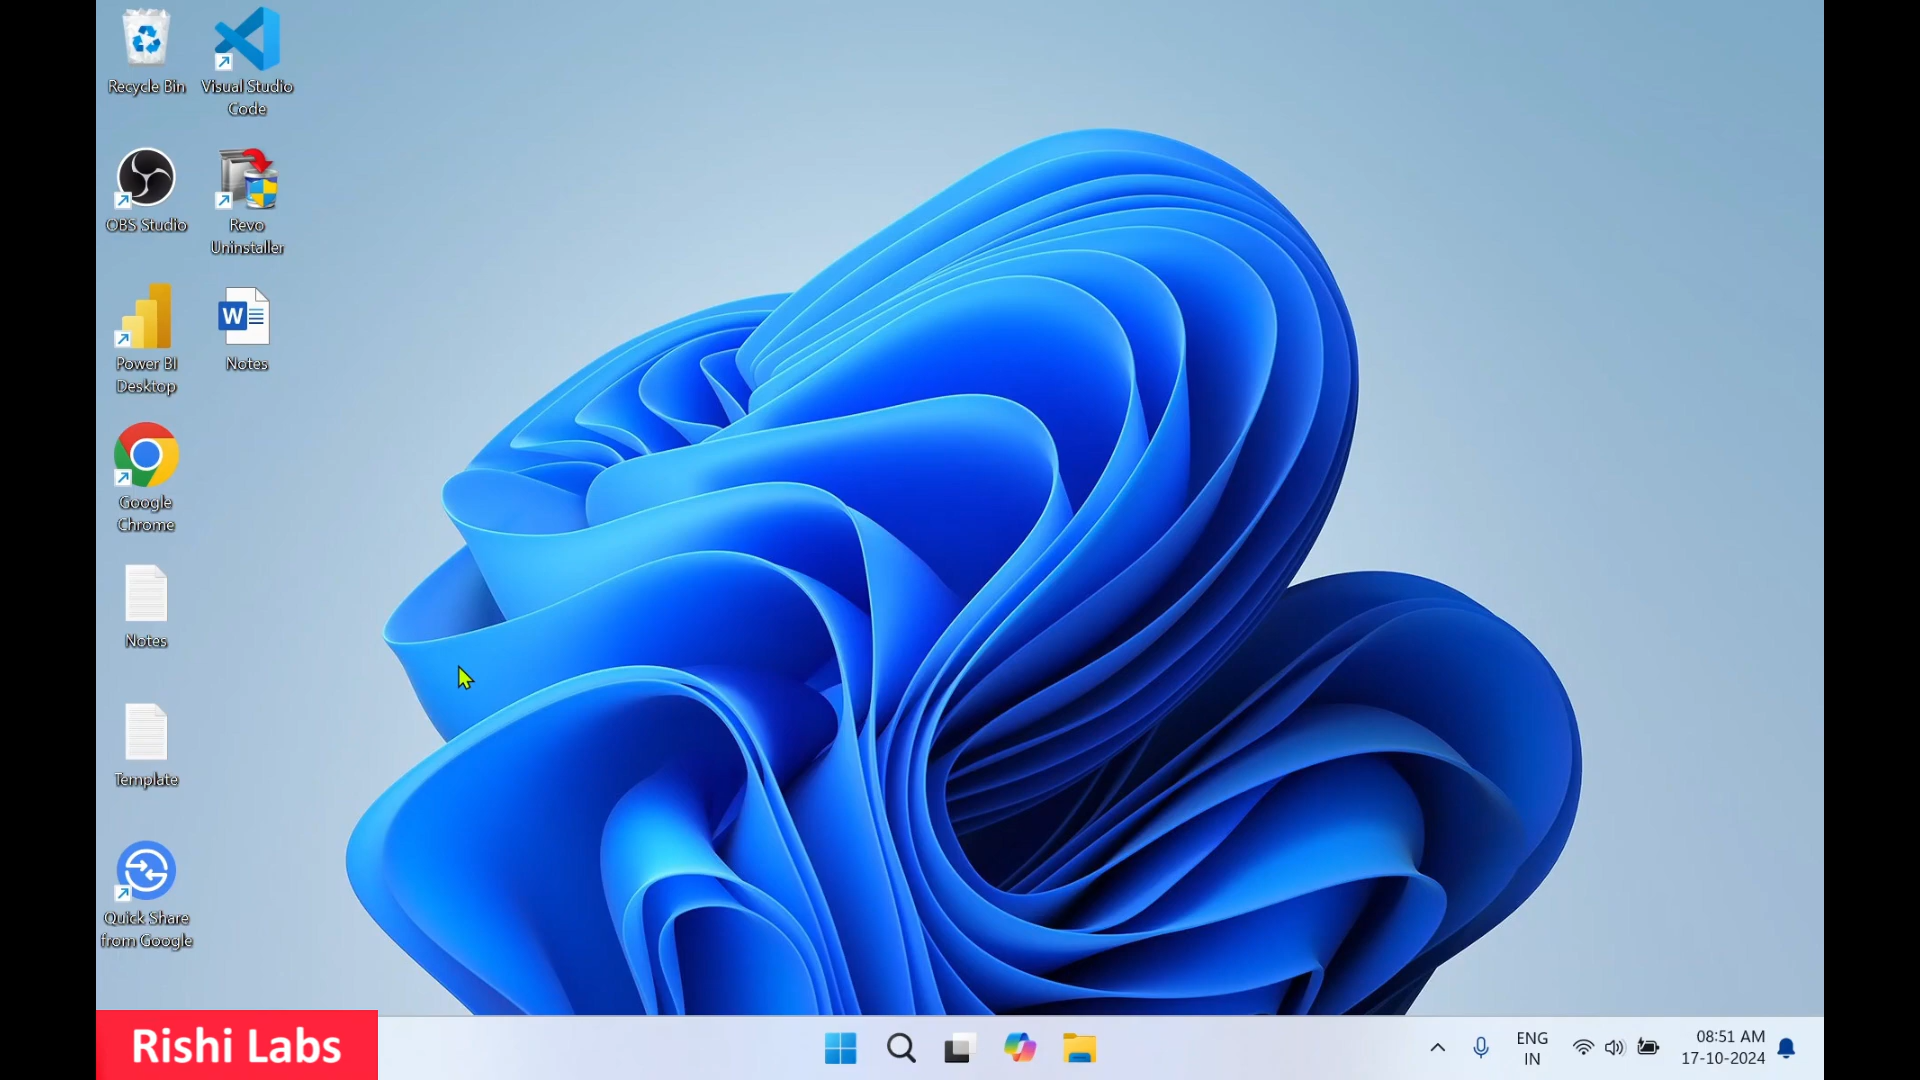 Recycle Bin
Visual Studio
Code
OBS Studio
Revo
Uninstaller
Power BI
Desktop
W
Notes
Google
Chrome
Notes
Template
Quick Share
from Google
Rishi Labs
ENG
IN
08:51 AM
17-10-2024